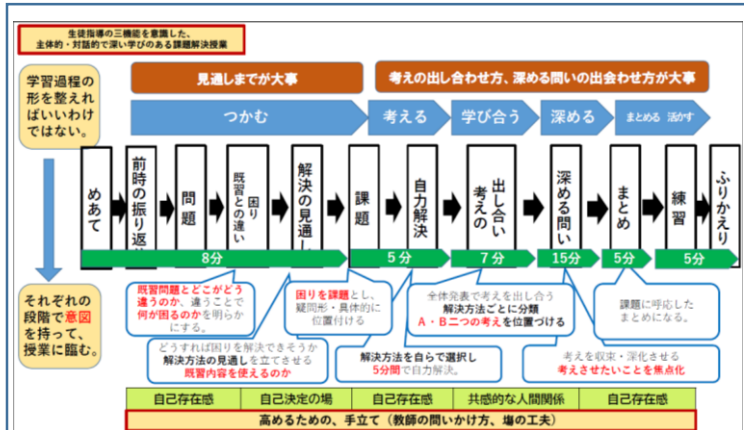 生徒指導の三機能を意識した、
主体的・対話的で深い学びのある課題解決授業
学習過程の
形を整えれ
ばいいわけ
ではない。
見通しまでが大事
考えの出し合わせ方、深める問いの出会わせ方が大事
つかむ
考える
学び合う
深める
まとめる 活かす
めあて
前時の振り返り
問題
困り
既習との違い
解決の見通し
課題
自力解決
考えの
出し合い
深める問い
まとめ
練習
ふりかえり
8分
5分
7分
15分
5分
5分
それぞれの
段階で意図
を持って、
授業に臨む。
既習問題とどこがどう
違うのか、違うことで
何が困るのかを明らか
にする。
どうすれば困りを解決できそうか
解決方法の見通しを立てさせる
既習内容を使えるのか
困りを課題とし、
疑問形・具体的に
位置付ける
解決方法を自らで選択し
5分間で自力解決。
全体発表で考えを出し合う
解決方法ごとに分類
A・B二つの考えを位置づける
考えを収束・深化させる
考えさせたいことを焦点化
課題に呼応した
まとめになる。
自己存在感
自己決定の場
自己存在感
共感的な人間関係
自己存在感
高めるための、手立て（教師の問いかけ方、場の工夫）